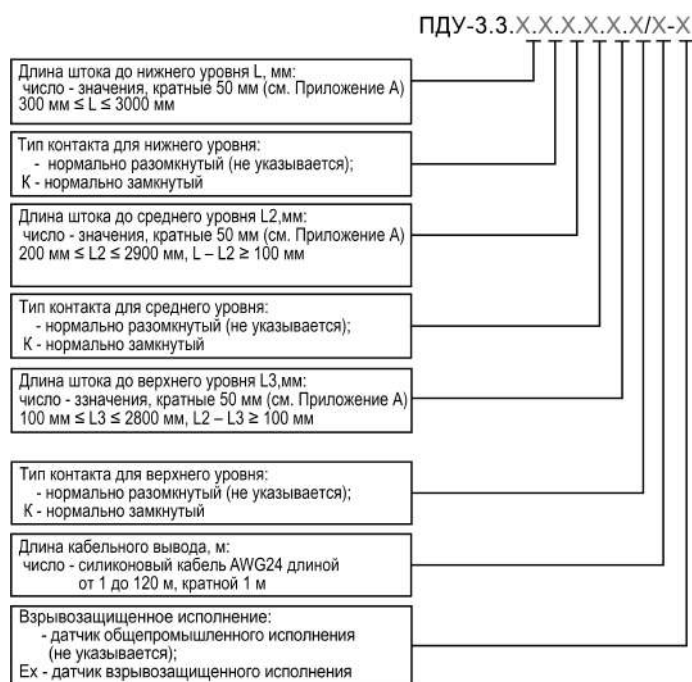 ПДУ-3.3.X.X.X.X.X.X/X-X
Длина штока до нижнего уровня L, мм:
число - значения, кратные 50 мм (см. Приложение А)
300 мм ≤ L ≤ 3000 мм
Тип контакта для нижнего уровня:
- нормально разомкнутый (не указывается);
К - нормально замкнутый
Длина штока до среднего уровня L2,мм:
число - значения, кратные 50 мм (см. Приложение А)
200 мм ≤ L2 ≤ 2900 мм, L – L2 ≥ 100 мм
Тип контакта для среднего уровня:
- нормально разомкнутый (не указывается);
К - нормально замкнутый
Длина штока до верхнего уровня L3,мм:
число - ззначения, кратные 50 мм (см. Приложение А)
100 мм ≤ L3 ≤ 2800 мм, L2 – L3 ≥ 100 мм
Тип контакта для верхнего уровня:
- нормально разомкнутый (не указывается);
К - нормально замкнутый
Длина кабельного вывода, м:
число - силиконовый кабель AWG24 длиной
от 1 до 120 м, кратной 1 м
Взрывозащищенное исполнение:
- датчик общепромышленного исполнения
(не указывается);
Ex - датчик взрывозащищенного исполнения